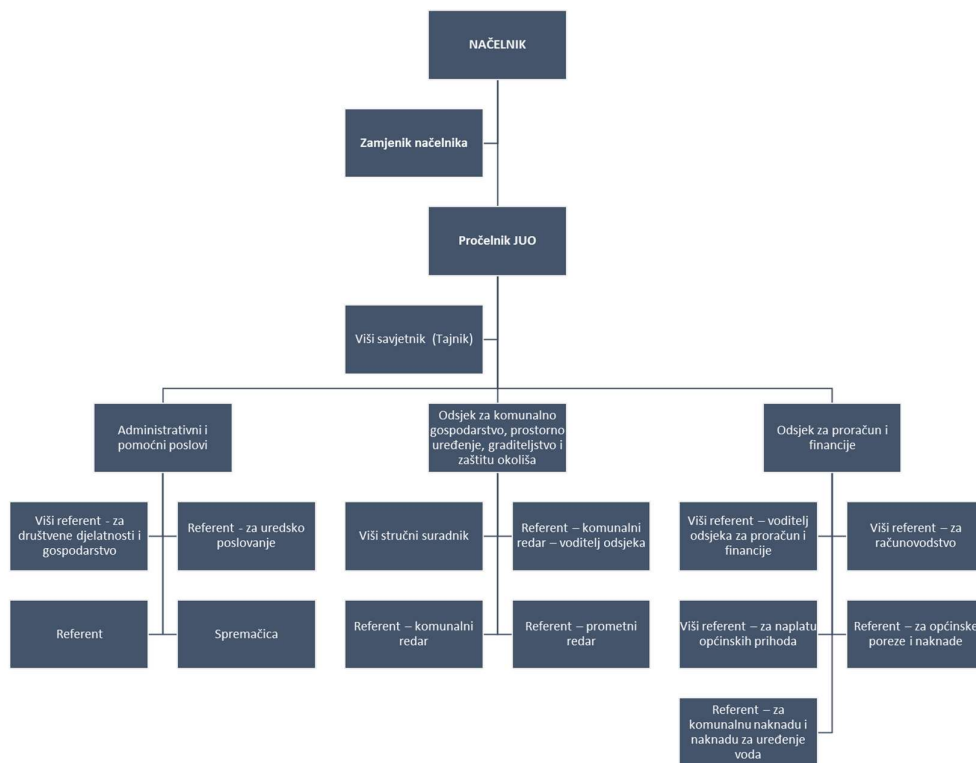 NAČELNIK
Zamjenik načelnika
Pročelnik JUO
Viši savjetnik  (Tajnik)
Administrativni i
pomoćni poslovi
Odsjek za komunalno
gospodarstvo, prostorno
uređenje, graditeljstvo i
zaštitu okoliša
Odsjek za proračun i
financije
Viši referent - za
društvene djelatnosti i
gospodarstvo
Referent - za uredsko
poslovanje
Viši stručni suradnik
Referent – komunalni
redar – voditelj odsjeka
Viši referent – voditelj
odsjeka za proračun i
financije
Viši referent – za
računovodstvo
Referent
Spremačica
Referent – komunalni
redar
Referent – prometni
redar
Viši referent – za naplatu
općinskih prihoda
Referent – za općinske
poreze i naknade
Referent – za
komunalnu naknadu i
naknadu za uređenje
voda